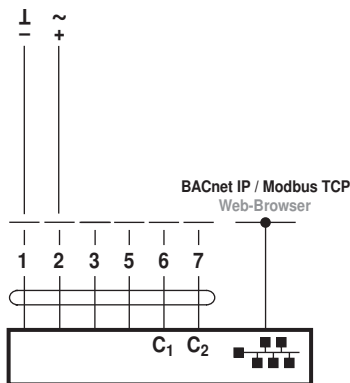 ⊥ ~
− +
BACnet IP / Modbus TCP
Web-Browser
1 2 3 5 6 7
C₁ C₂